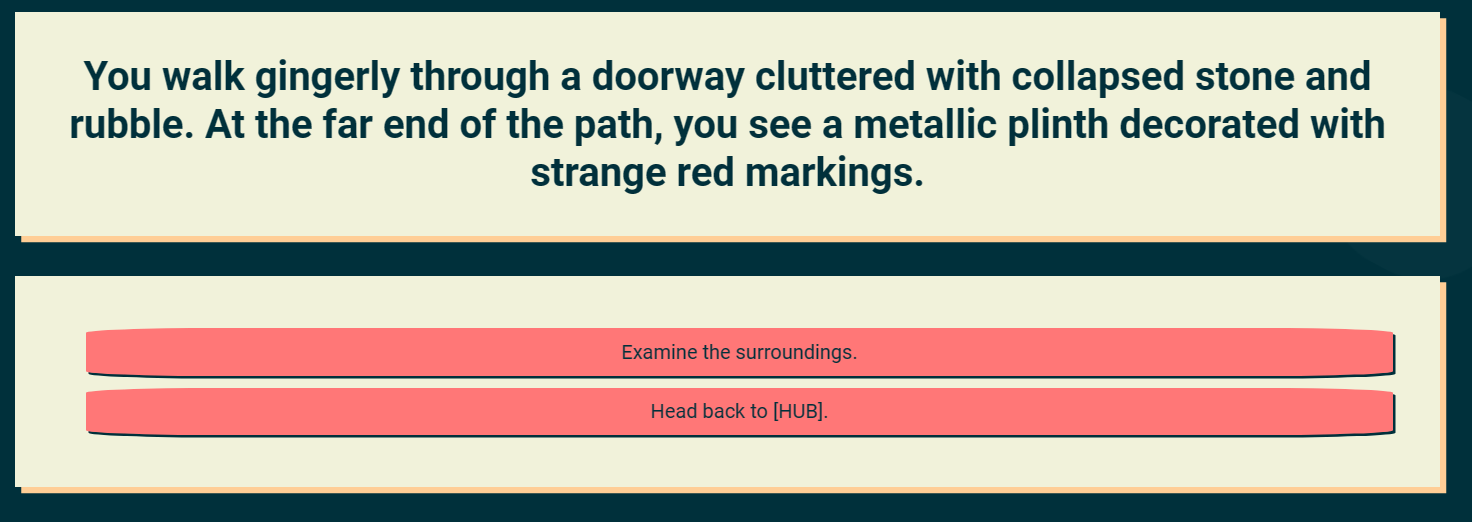 You walk gingerly through a doorway cluttered with collapsed stone and
rubble. At the far end of the path, you see a metallic plinth decorated with
strange red markings.
Examine the surroundings.
Head back to [HUB].